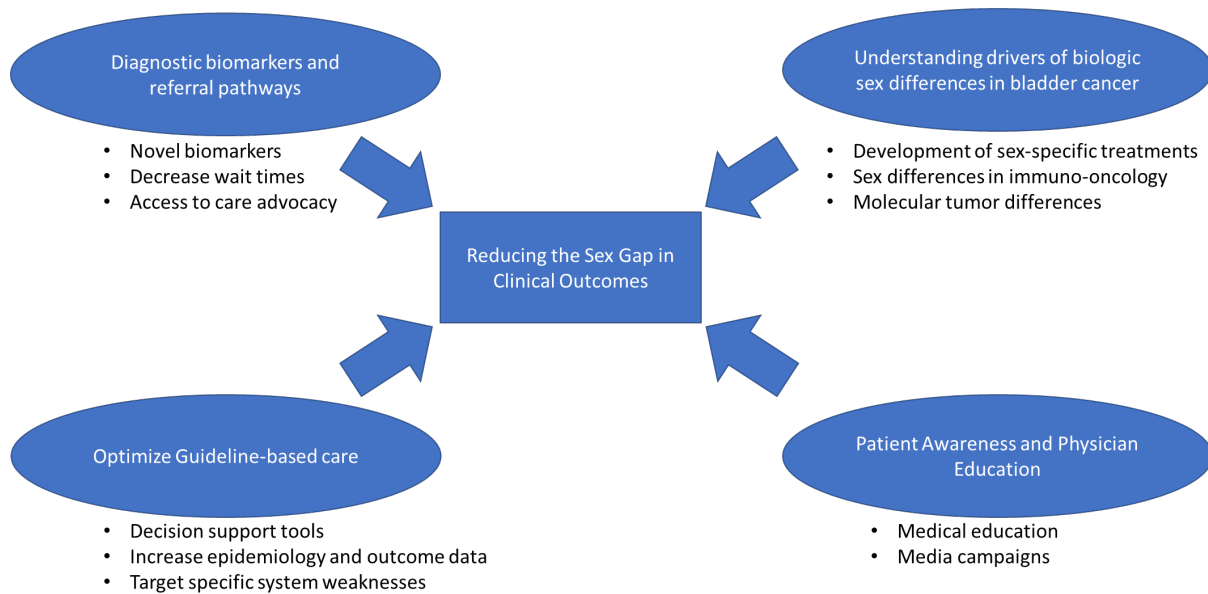 Diagnostic biomarkers and
referral pathways
• Novel biomarkers
• Decrease wait times
• Access to care advocacy
Understanding drivers of biologic
sex differences in bladder cancer
• Development of sex-specific treatments
• Sex differences in immuno-oncology
• Molecular tumor differences
Reducing the Sex Gap in
Clinical Outcomes
Optimize Guideline-based care
• Decision support tools
• Increase epidemiology and outcome data
• Target specific system weaknesses
Patient Awareness and Physician
Education
• Medical education
• Media campaigns